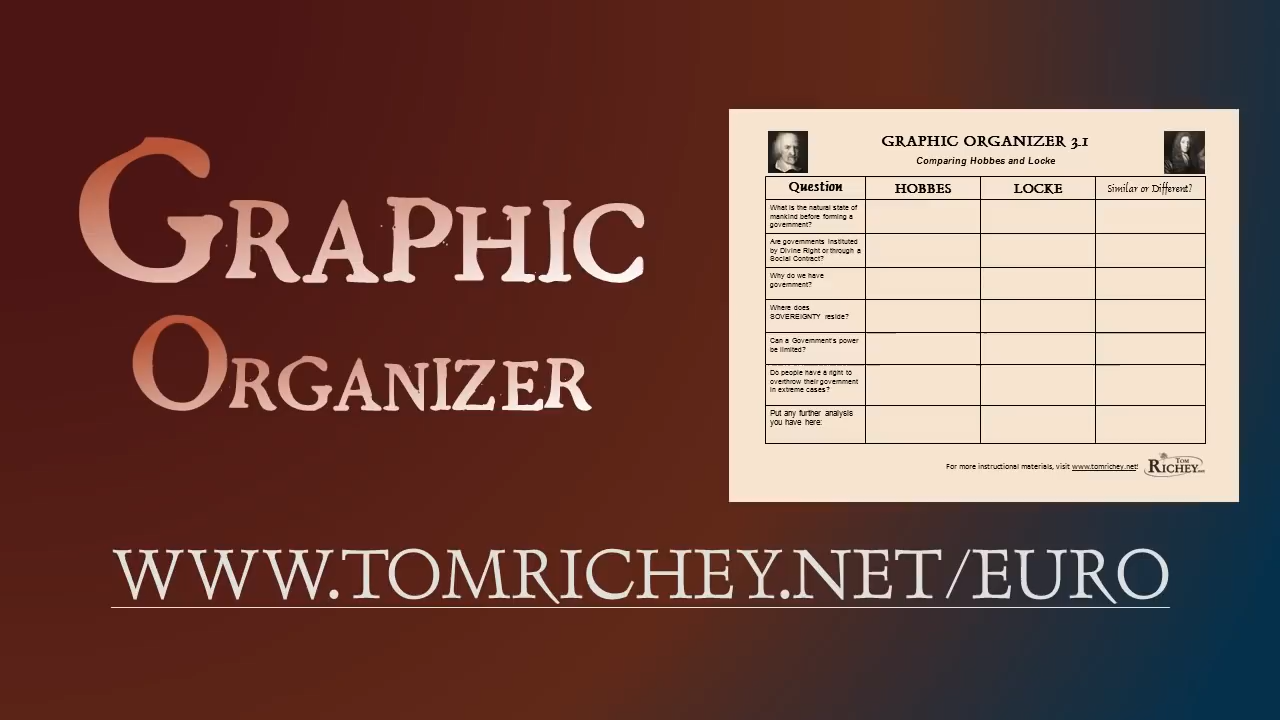 GRAPHIC
ORGANIZER
GRAPHIC ORGANIZER 3.1
Comparing Hobbes and Locke
Question HOBBES LOCKE Similar or Different?
What is the natural state of
mankind before forming a
government?
Are governments instituted
by Divine Right or through a
Social Contract?
Why do we have
government?
Where does
SOVEREIGNTY reside?
Can a Government's power
be limited?
Do people have a right to
overthrow their government
in extreme cases?
Put any further analysis
you have here:
For more instructional materials, visit www.tomrichey.net!
TOM
RICHEY.NET
WWW.TOMRICHEY.NET/EURO